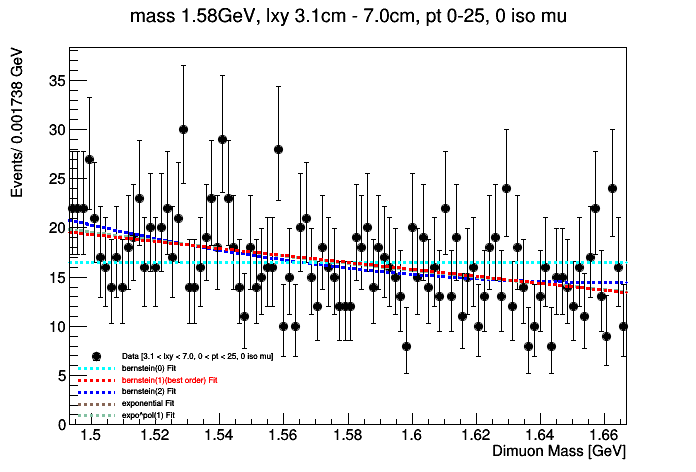 mass 1.58GeV, lxy 3.1cm - 7.0cm, pt 0-25, 0 iso mu
Events/ 0.001738 GeV
35
30
25
20
15
10
5
0
Data [3.1 < lxy < 7.0, 0 < pt < 25, 0 iso mu]
bernstein(0) Fit
bernstein(1)(best order) Fit
bernstein(2) Fit
exponential Fit
expo*pol(1) Fit
1.5 1.52 1.54 1.56 1.58 1.6 1.62 1.64 1.66
Dimuon Mass [GeV]